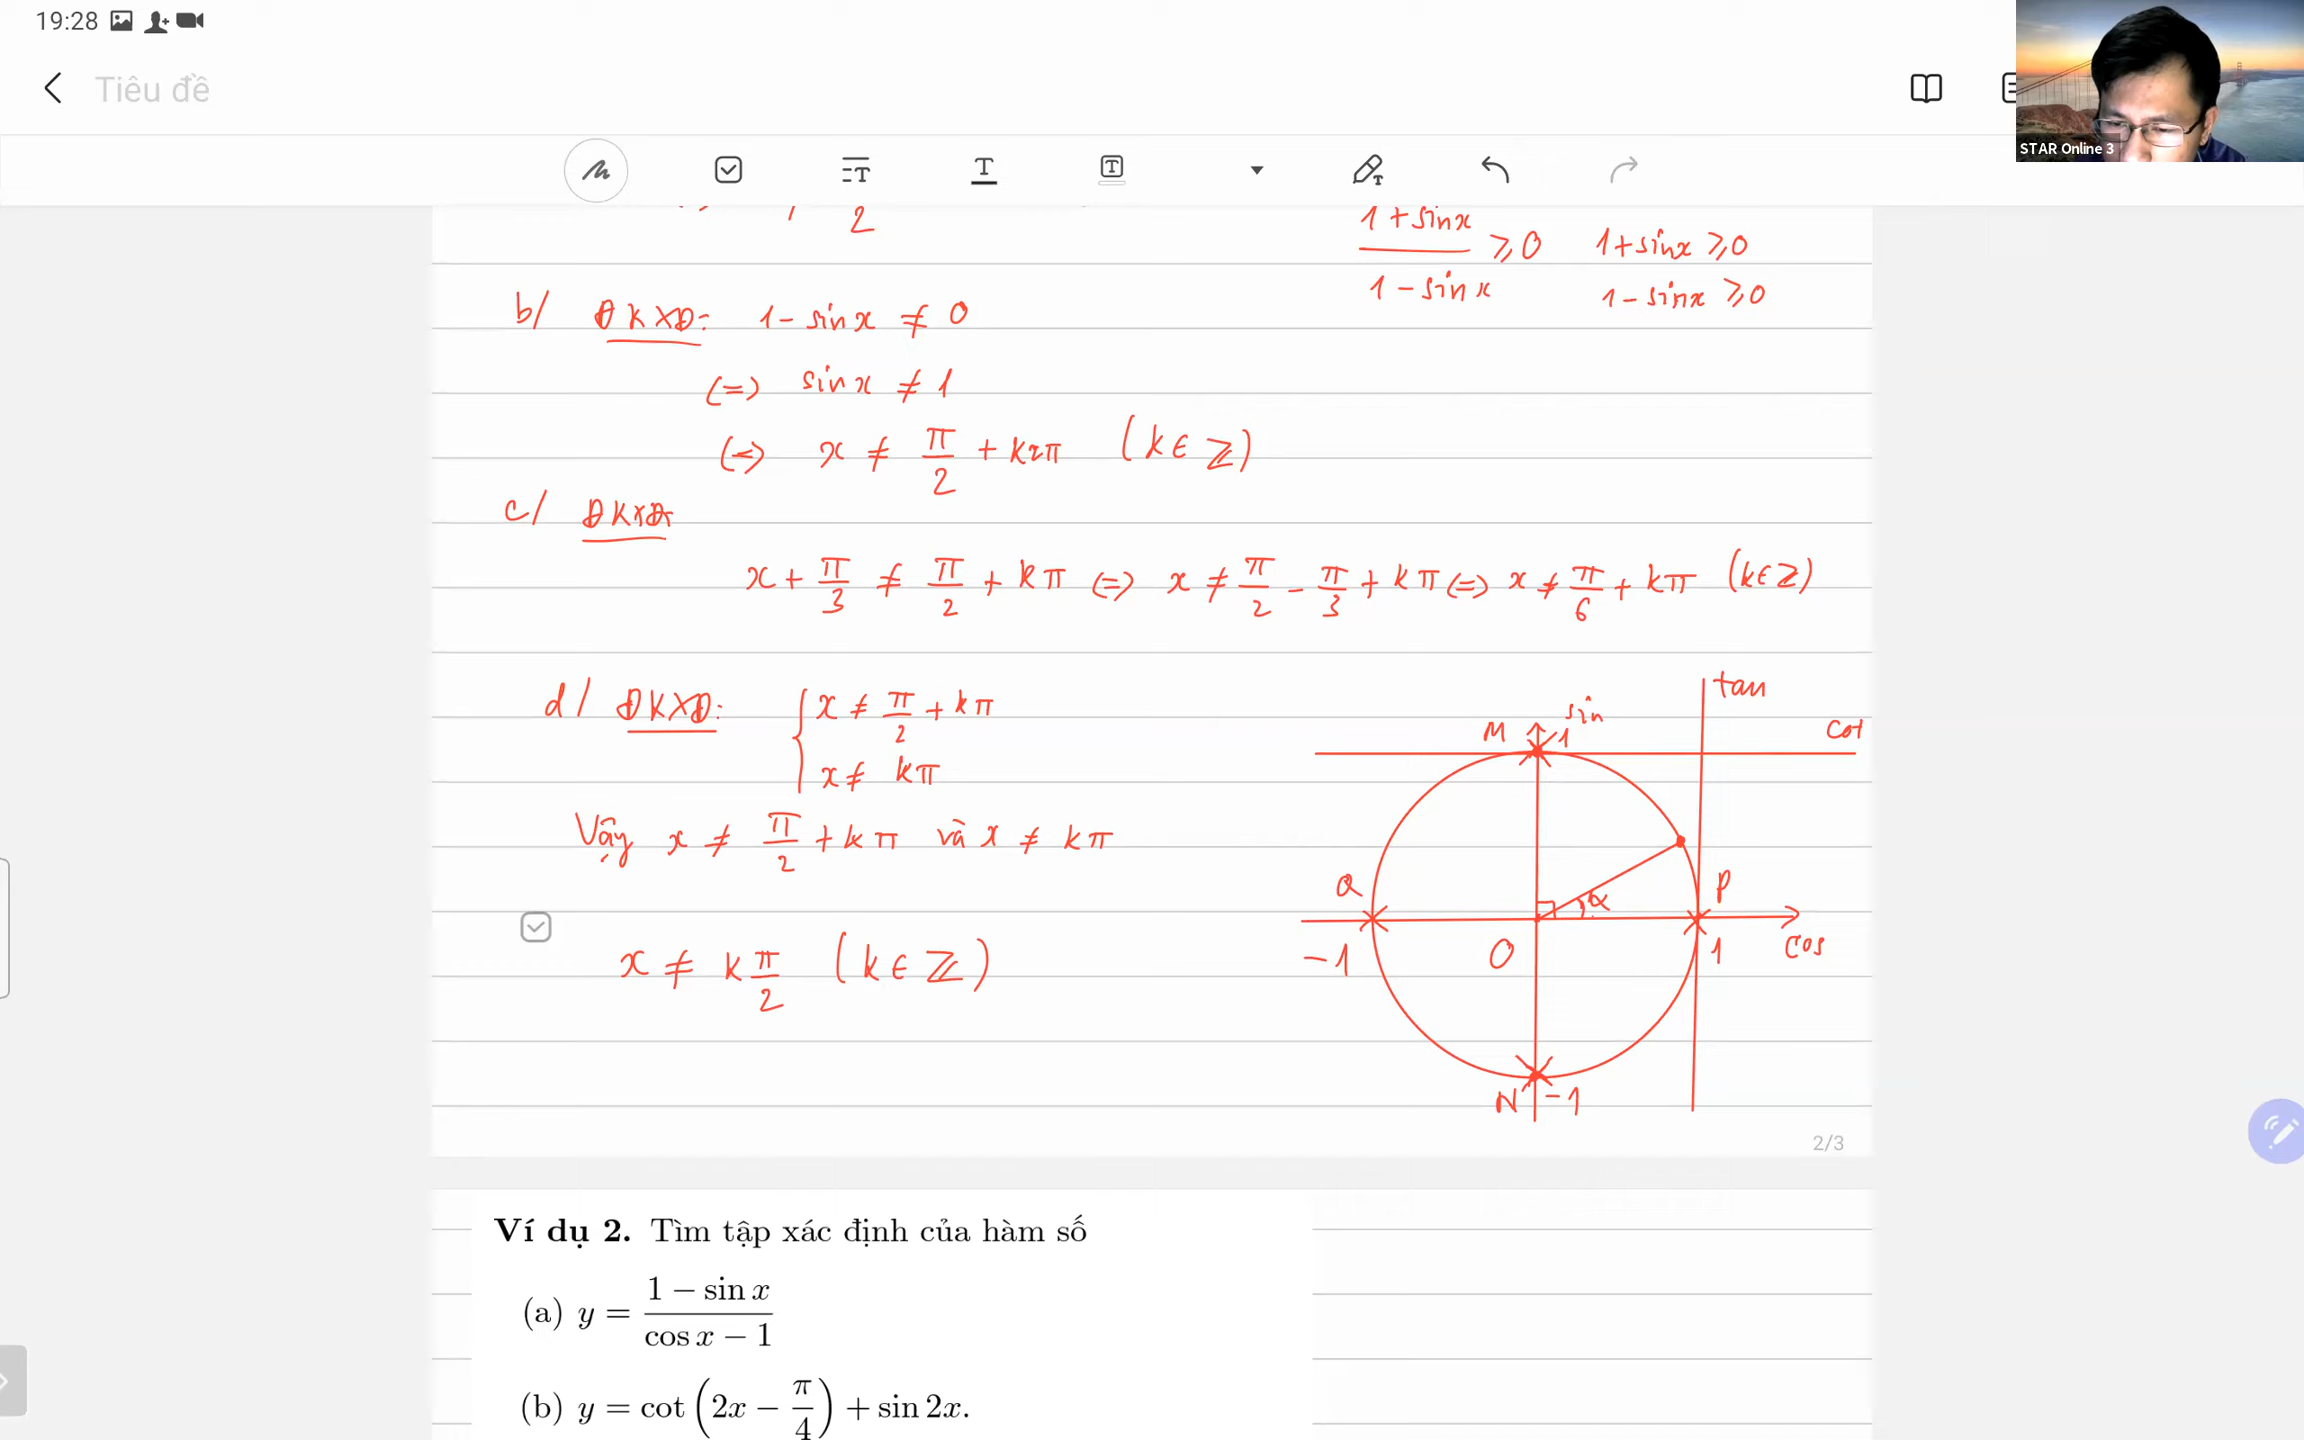 19:28
Tiêu đề
STAR Online 3
2
1 + sin x / 1 - sin x ⩾ 0
1 + sin x ⩾ 0
1 - sin x ⩾ 0
b/ ĐKXĐ: 1 - sin x ≠ 0
(=) sin x ≠ 1
(=) x ≠ π/2 + k2π (k ∈ ℤ)
c/ ĐKXĐ:
x + π/3 ≠ π/2 + kπ (=) x ≠ π/2 - π/3 + kπ (=) x ≠ π/6 + kπ (k ∈ ℤ)
d/ ĐKXĐ: { x ≠ π/2 + kπ
x ≠ kπ
Vậy x ≠ π/2 + kπ và x ≠ kπ
x ≠ k π/2 (k ∈ ℤ)
tan
sin
M 1
cot
Q
P
α
-1
O
1
cos
N -1
2/3
Ví dụ 2. Tìm tập xác định của hàm số
(a) y = 1 − sin x / cos x − 1
(b) y = cot (2x − π/4) + sin 2x.